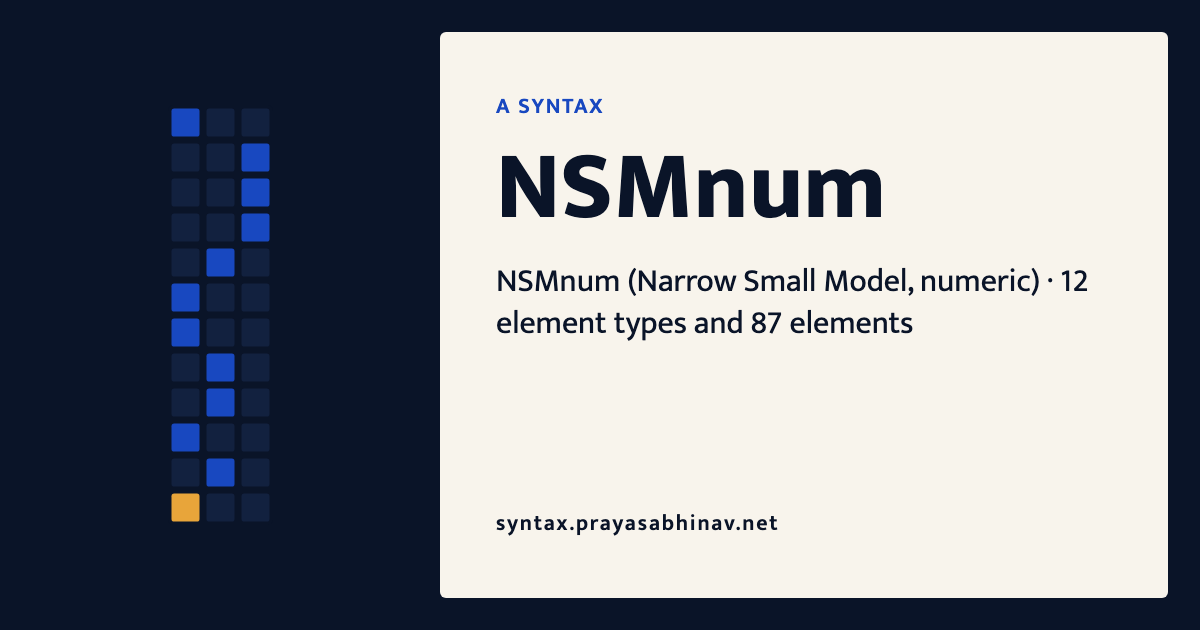 A SYNTAX
NSMnum
NSMnum (Narrow Small Model, numeric) · 12
element types and 87 elements
syntax.prayasabhinav.net